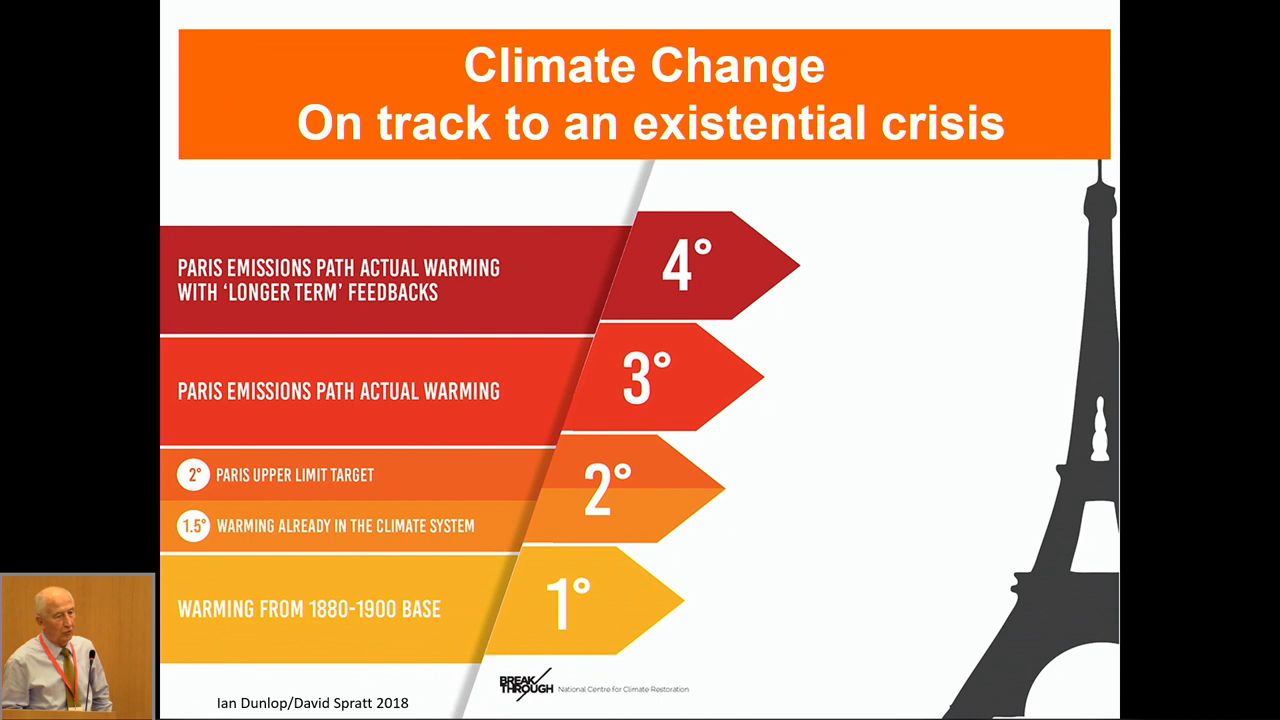 Climate Change
On track to an existential crisis
PARIS EMISSIONS PATH ACTUAL WARMING
WITH ‘LONGER TERM’ FEEDBACKS
4°
PARIS EMISSIONS PATH ACTUAL WARMING
3°
2° PARIS UPPER LIMIT TARGET
2°
1.5° WARMING ALREADY IN THE CLIMATE SYSTEM
WARMING FROM 1880-1900 BASE
1°
BREAK
THROUGH
National Centre for Climate Restoration
Ian Dunlop/David Spratt 2018